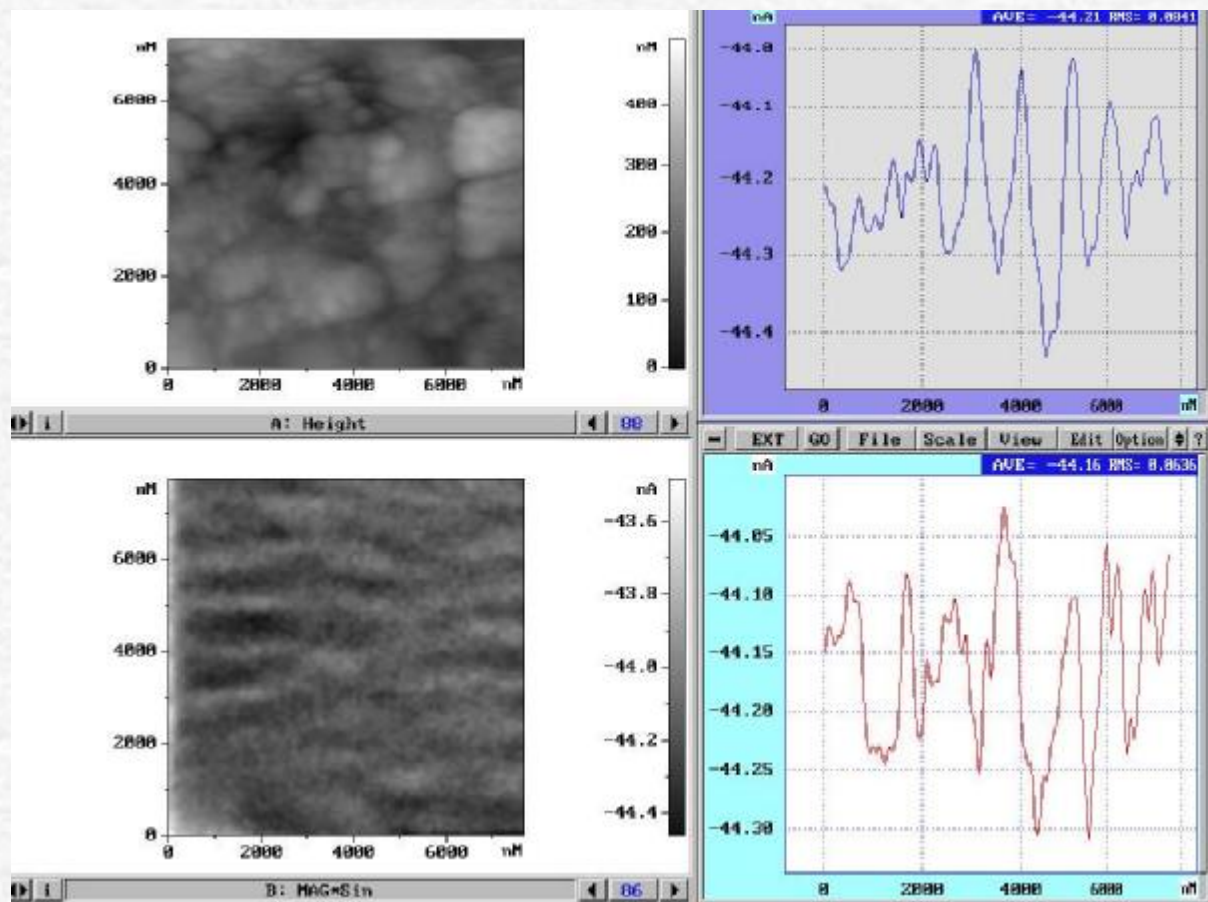 nM
6000
4000
2000
0
0 2000 4000 6000 nM
nM
400
300
200
100
0
i A: Height 88
AVE= -44.21 RMS= 0.0841
nA
-44.0
-44.1
-44.2
-44.3
-44.4
0 2000 4000 6000 nM
EXT GO File Scale View Edit Option ?
nM
6000
4000
2000
0
0 2000 4000 6000 nM
nA
-43.6
-43.8
-44.0
-44.2
-44.4
i B: MAG*Sin 86
AVE= -44.16 RMS= 0.0636
nA
-44.05
-44.10
-44.15
-44.20
-44.25
-44.30
0 2000 4000 6000 nM